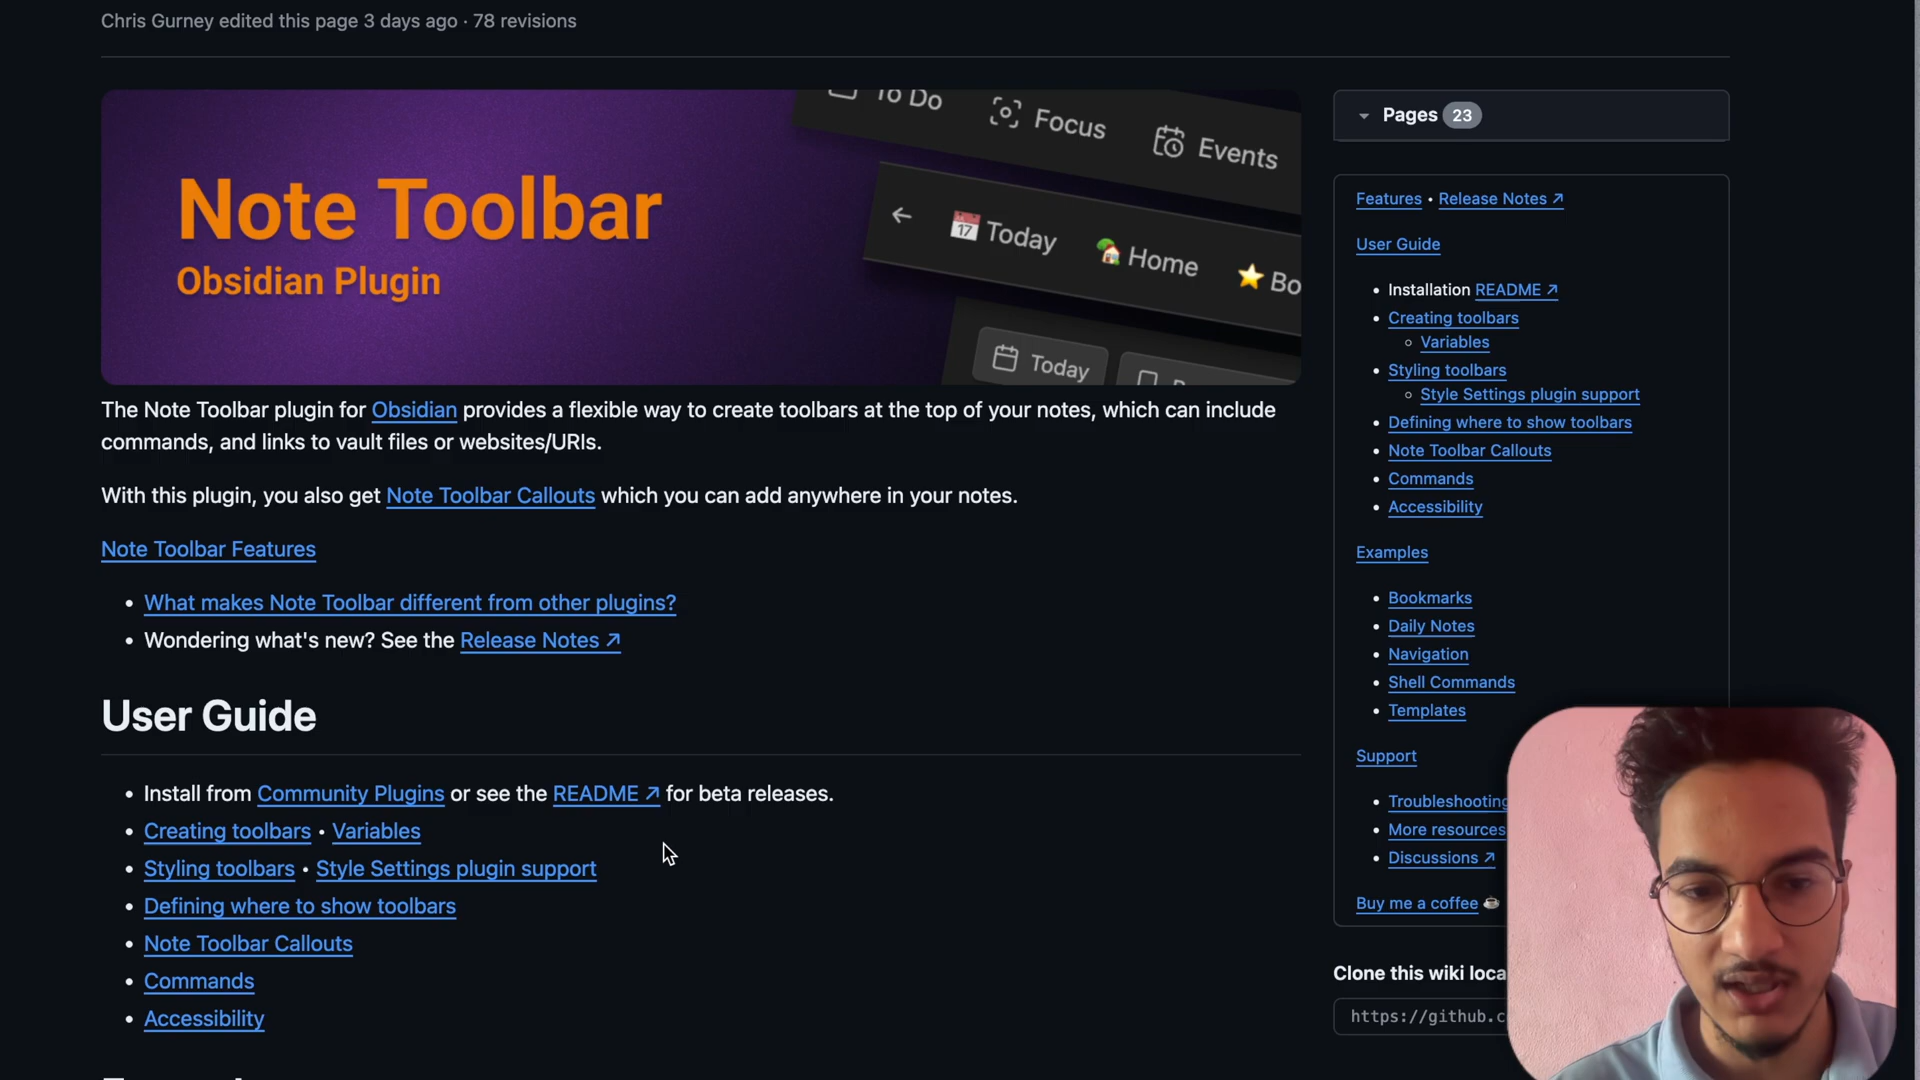 Chris Gurney edited this page 3 days ago · 78 revisions
To Do
Focus
Events
Note Toolbar
Obsidian Plugin
17
Today
Home
Bo
Today
The Note Toolbar plugin for Obsidian provides a flexible way to create toolbars at the top of your notes, which can include
commands, and links to vault files or websites/URIs.
With this plugin, you also get Note Toolbar Callouts which you can add anywhere in your notes.
Note Toolbar Features
• What makes Note Toolbar different from other plugins?
• Wondering what's new? See the Release Notes ↗
User Guide
• Install from Community Plugins or see the README ↗ for beta releases.
• Creating toolbars • Variables
• Styling toolbars • Style Settings plugin support
• Defining where to show toolbars
• Note Toolbar Callouts
• Commands
• Accessibility
Pages 23
Features • Release Notes ↗
User Guide
• Installation README ↗
• Creating toolbars
◦ Variables
• Styling toolbars
◦ Style Settings plugin support
• Defining where to show toolbars
• Note Toolbar Callouts
• Commands
• Accessibility
Examples
• Bookmarks
• Daily Notes
• Navigation
• Shell Commands
• Templates
Support
• Troubleshooting
• More resources
• Discussions ↗
Buy me a coffee ☕
Clone this wiki loca
https://github.c